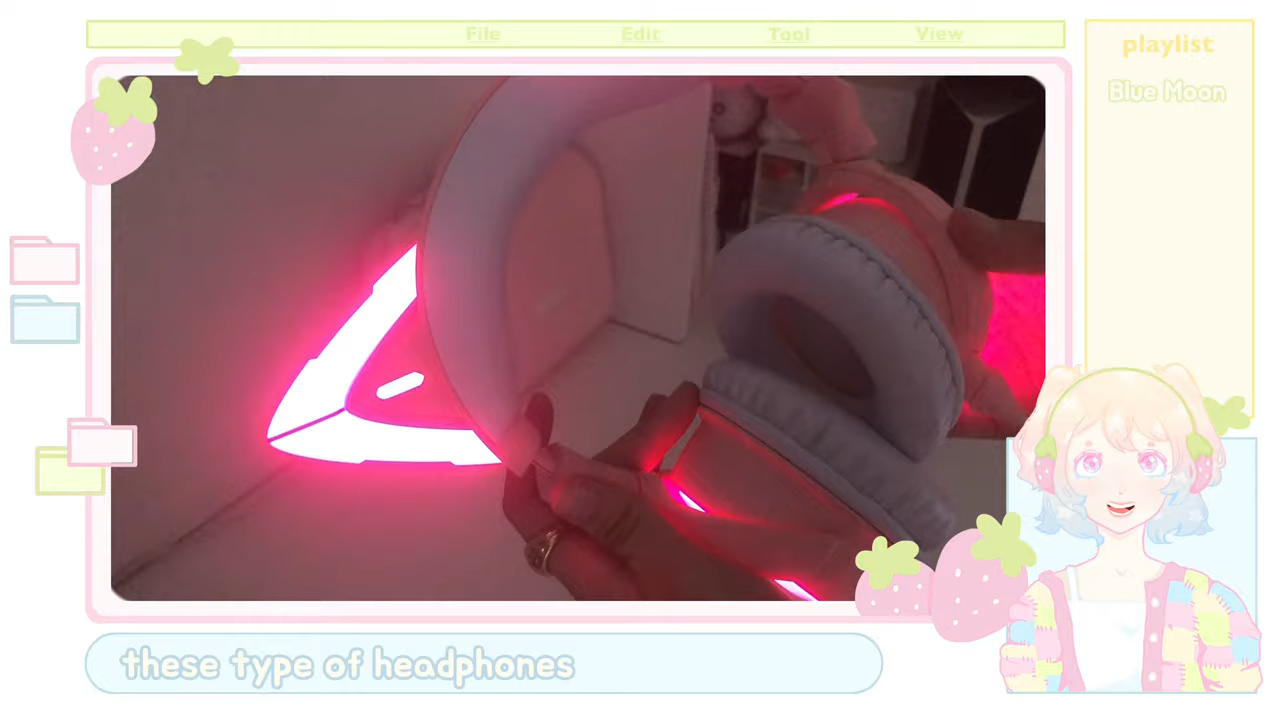 File
Edit
Tool
View
playlist
Blue Moon
these type of headphones